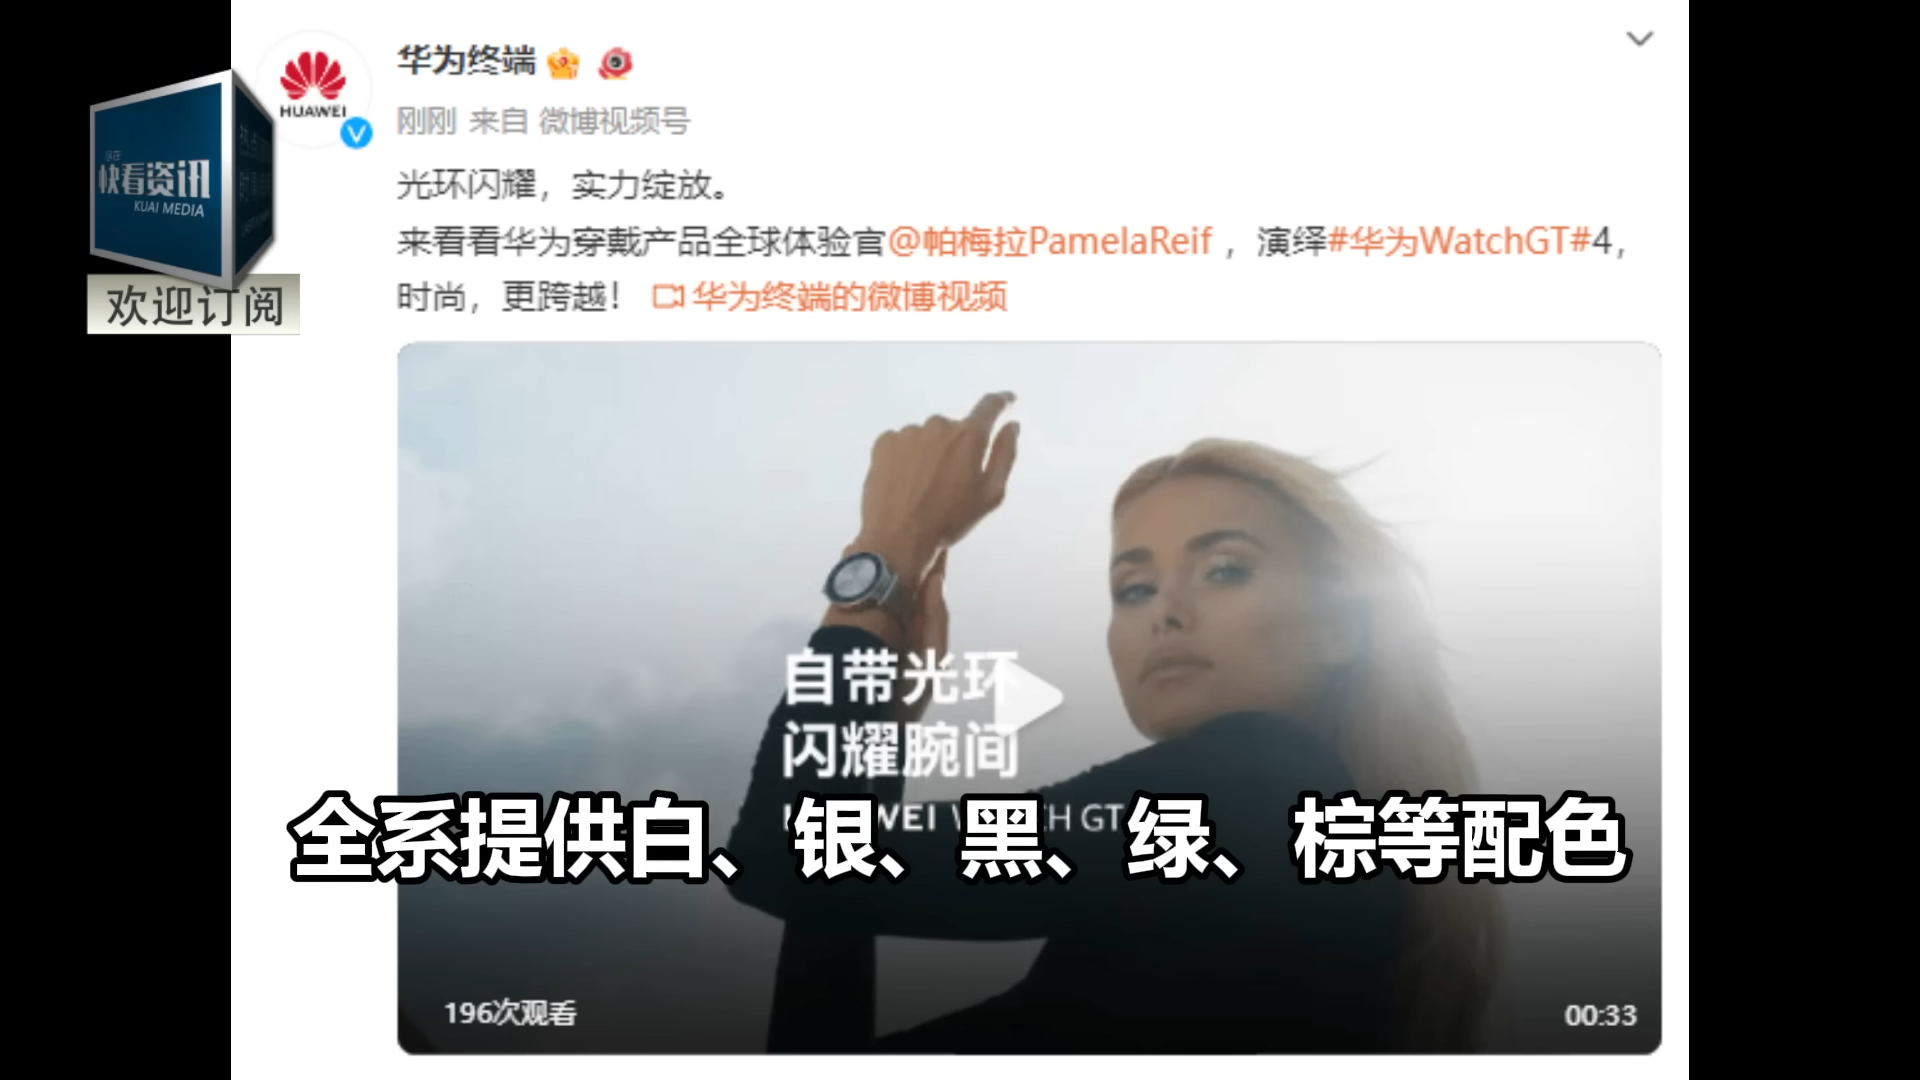 华为终端
HUAWEI
刚刚 来自 微博视频号
快看资讯
KUAI MEDIA
欢迎订阅
光环闪耀，实力绽放。
来看看华为穿戴产品全球体验官@帕梅拉PamelaReif ，演绎#华为WatchGT#4，
时尚，更跨越！ 华为终端的微博视频
自带光环
闪耀腕间
GT
全系提供白、银、黑、绿、棕等配色
196次观看
00:33